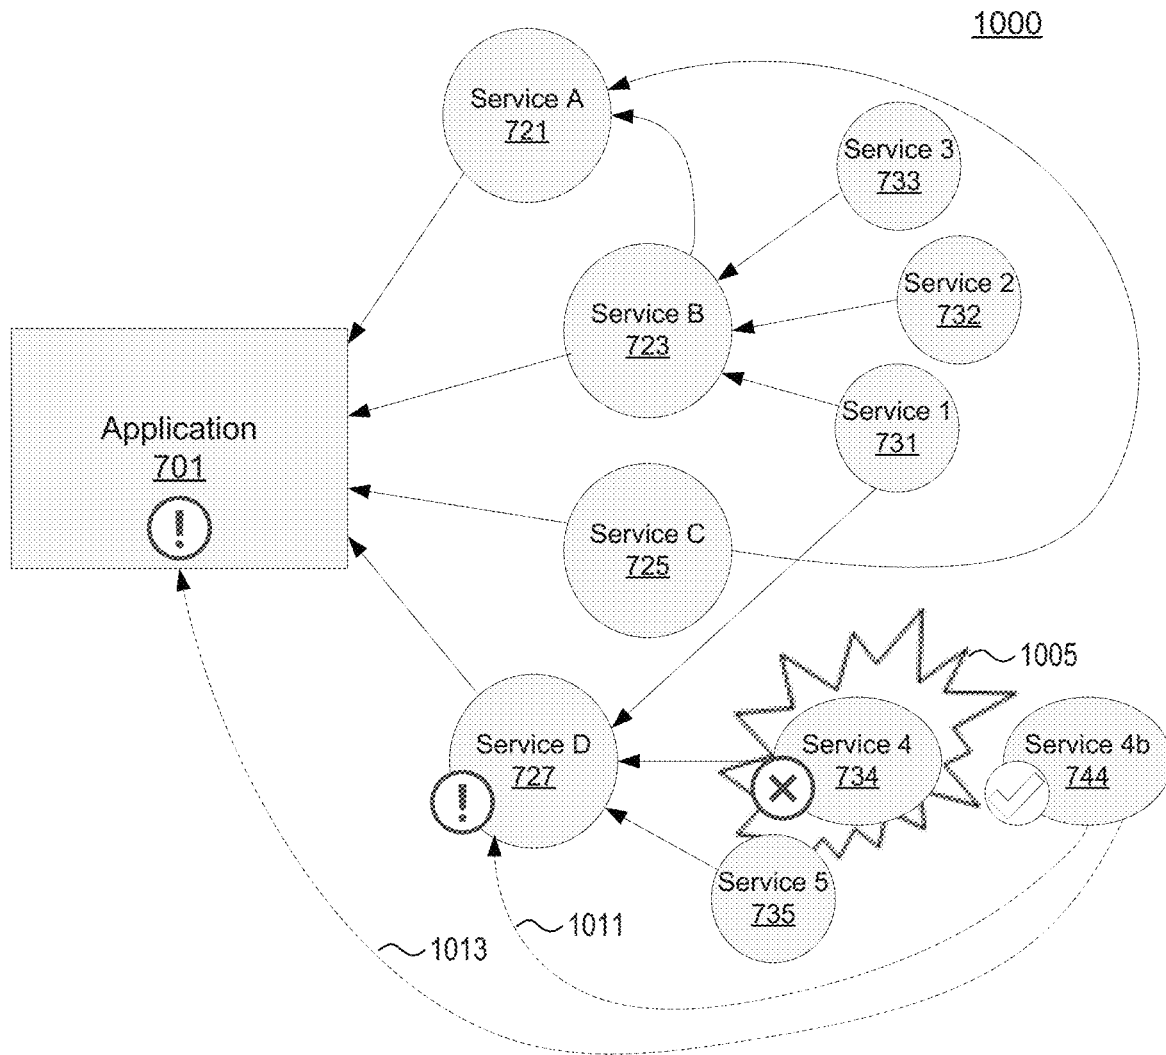 1000
Service A
721
Service 3
733
Service 2
732
Service B
723
Service 1
731
Application
701
!
Service C
725
1005
Service D
727
!
Service 4
734
Service 4b
744
Service 5
735
1011
1013